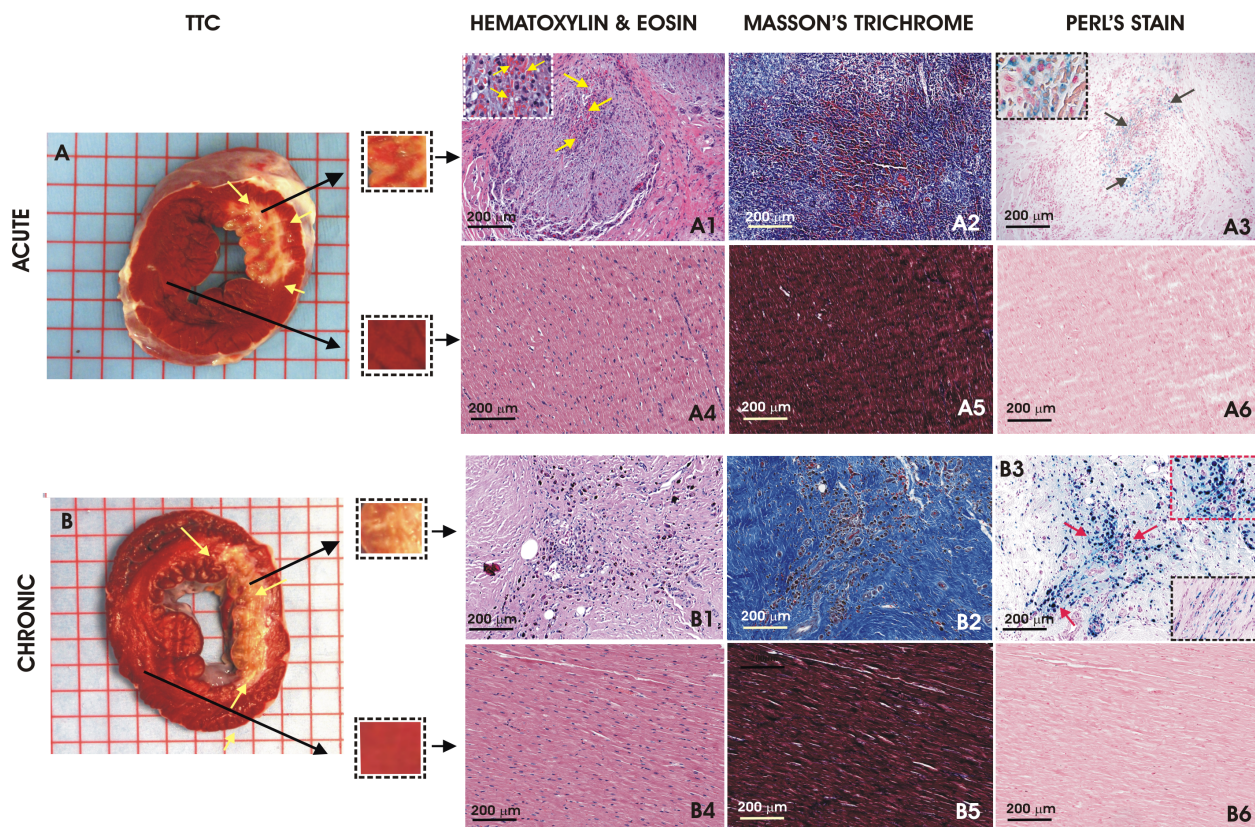 TTC
HEMATOXYLIN & EOSIN
MASSON'S TRICHROME
PERL'S STAIN
ACUTE
A
200 µm
A1
200 µm
A2
200 µm
A3
200 µm
A4
200 µm
A5
200 µm
A6
CHRONIC
B
200 µm
B1
200 µm
B2
B3
200 µm
200 µm
B4
200 µm
B5
200 µm
B6